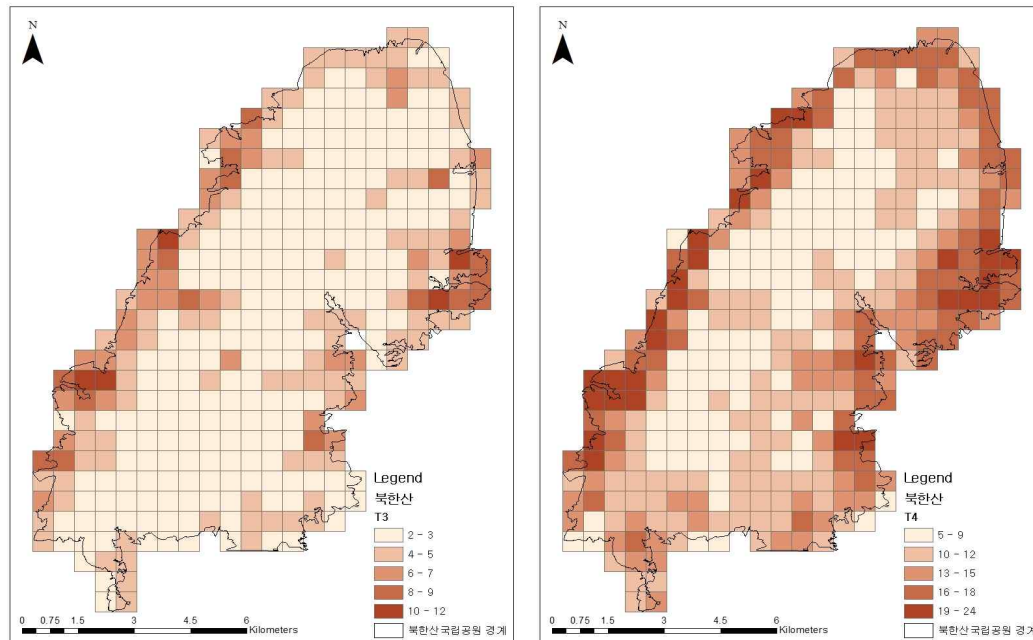 N
Legend
북한산
T3
2 - 3
4 - 5
6 - 7
8 - 9
10 - 12
북한산국립공원 경계
0 0.75 1.5 3 4.5 6
Kilometers
N
Legend
북한산
T4
5 - 9
10 - 12
13 - 15
16 - 18
19 - 24
북한산국립공원 경계
0 0.75 1.5 3 4.5 6
Kilometers